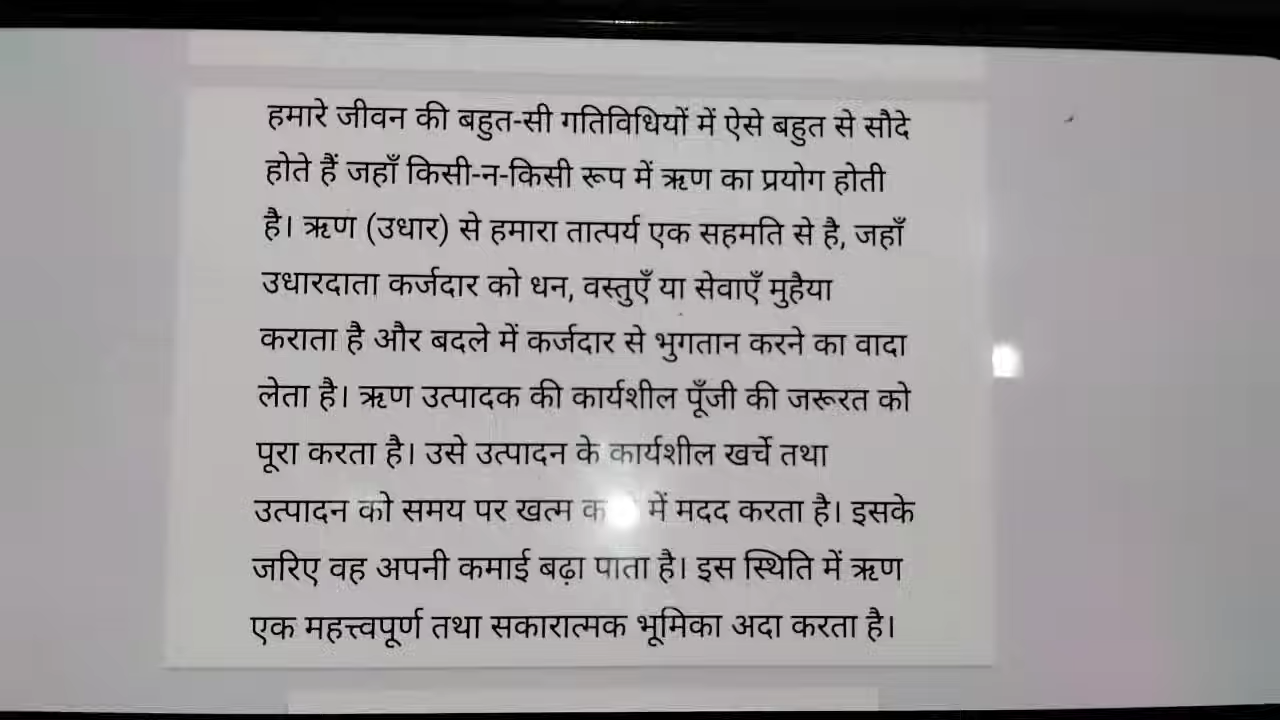 हमारे जीवन की बहुत-सी गतिविधियों में ऐसे बहुत से सौदे
होते हैं जहाँ किसी-न-किसी रूप में ऋण का प्रयोग होती
है। ऋण (उधार) से हमारा तात्पर्य एक सहमति से है, जहाँ
उधारदाता कर्जदार को धन, वस्तुएँ या सेवाएँ मुहैया
कराता है और बदले में कर्जदार से भुगतान करने का वादा
लेता है। ऋण उत्पादक की कार्यशील पूँजी की जरूरत को
पूरा करता है। उसे उत्पादन के कार्यशील खर्चे तथा
उत्पादन को समय पर खत्म में मदद करता है। इसके
जरिए वह अपनी कमाई बढ़ा पाता है। इस स्थिति में ऋण
एक महत्त्वपूर्ण तथा सकारात्मक भूमिका अदा करता है।